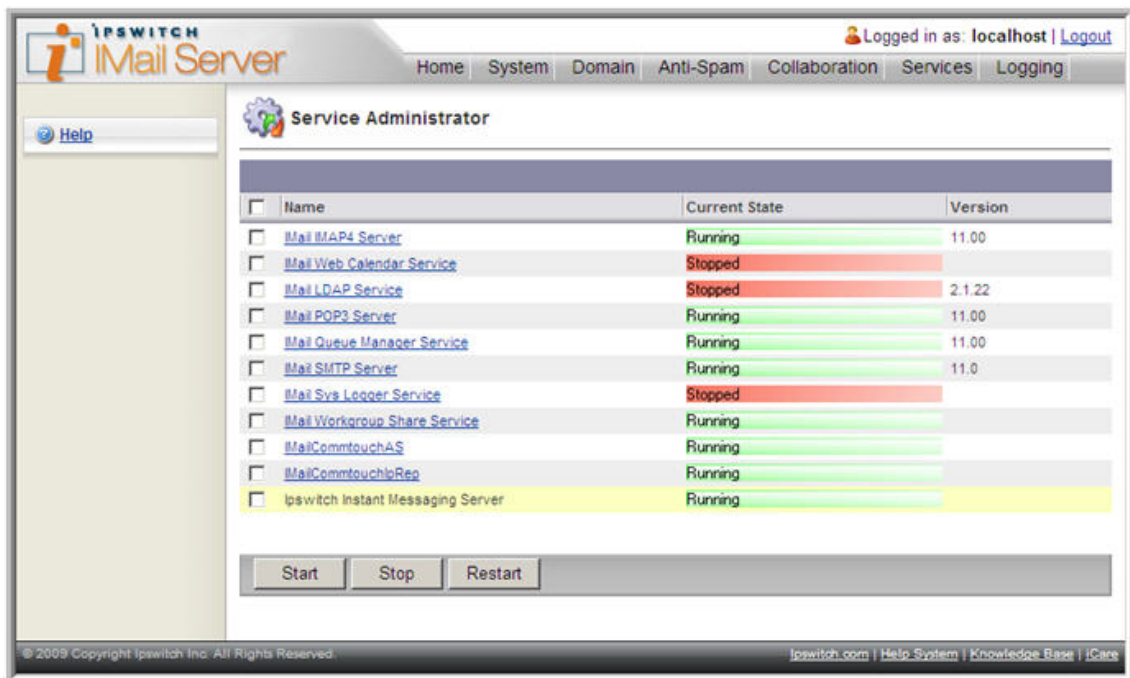 IPSWITCH
IMail Server
Logged in as: localhost | Logout
Home System Domain Anti-Spam Collaboration Services Logging
Help
Service Administrator
Name Current State Version
IMail IMAP4 Server Running 11.00
IMail Web Calendar Service Stopped
IMail LDAP Service Stopped 2.1.22
IMail POP3 Server Running 11.00
IMail Queue Manager Service Running 11.00
IMail SMTP Server Running 11.0
IMail Sys Logger Service Stopped
IMail Workgroup Share Service Running
IMailCommtouchAS Running
IMailCommtouchIpRep Running
Ipswitch Instant Messaging Server Running
Start Stop Restart
© 2009 Copyright Ipswitch Inc. All Rights Reserved.
Ipswitch.com | Help System | Knowledge Base | iCare